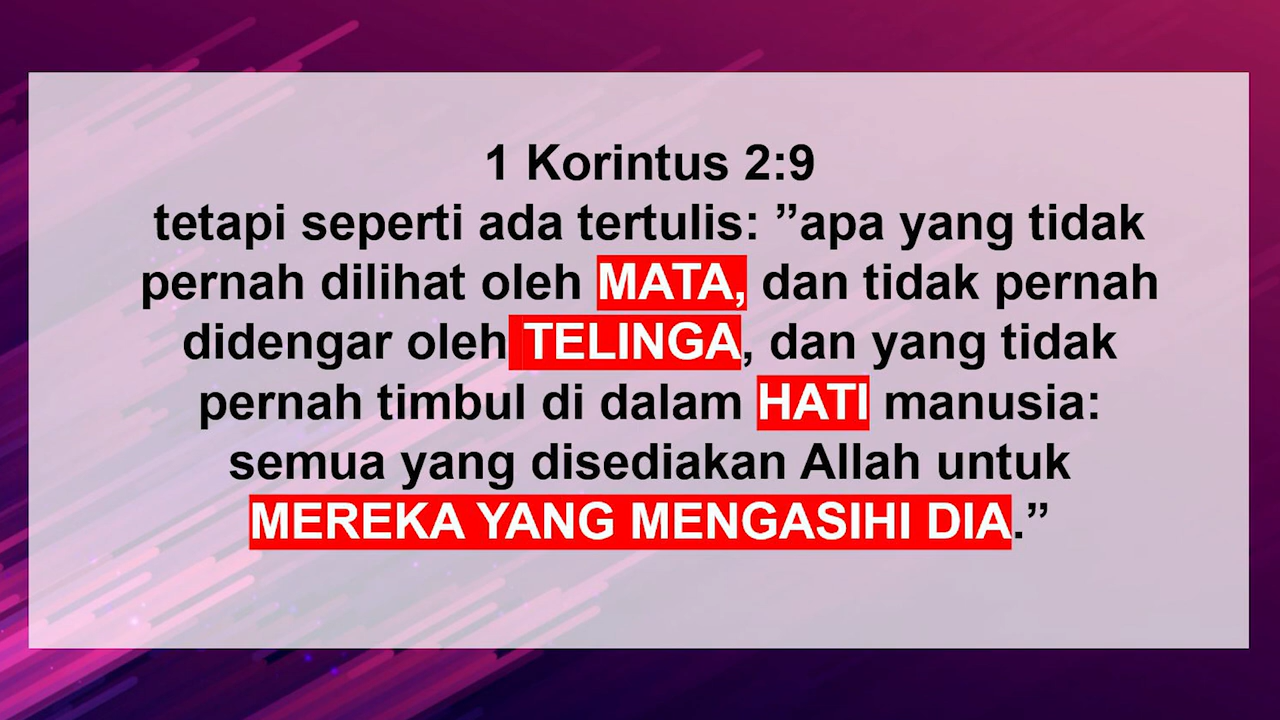 1 Korintus 2:9
tetapi seperti ada tertulis: ”apa yang tidak
pernah dilihat oleh MATA, dan tidak pernah
didengar oleh TELINGA, dan yang tidak
pernah timbul di dalam HATI manusia:
semua yang disediakan Allah untuk
MEREKA YANG MENGASIHI DIA.”